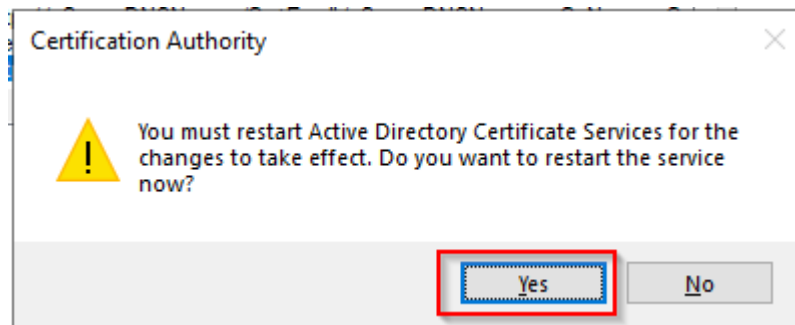 Certification Authority
You must restart Active Directory Certificate Services for the
changes to take effect. Do you want to restart the service
now?
Yes
No